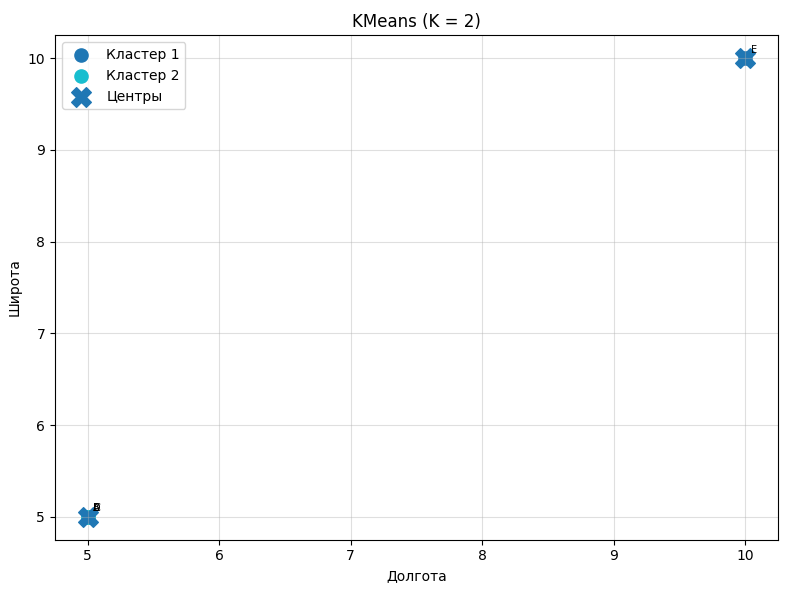 KMeans (K = 2)
Кластер 1
Кластер 2
Центры
E
10
9
8
7
6
5
Широта
5
6
7
8
9
10
Долгота